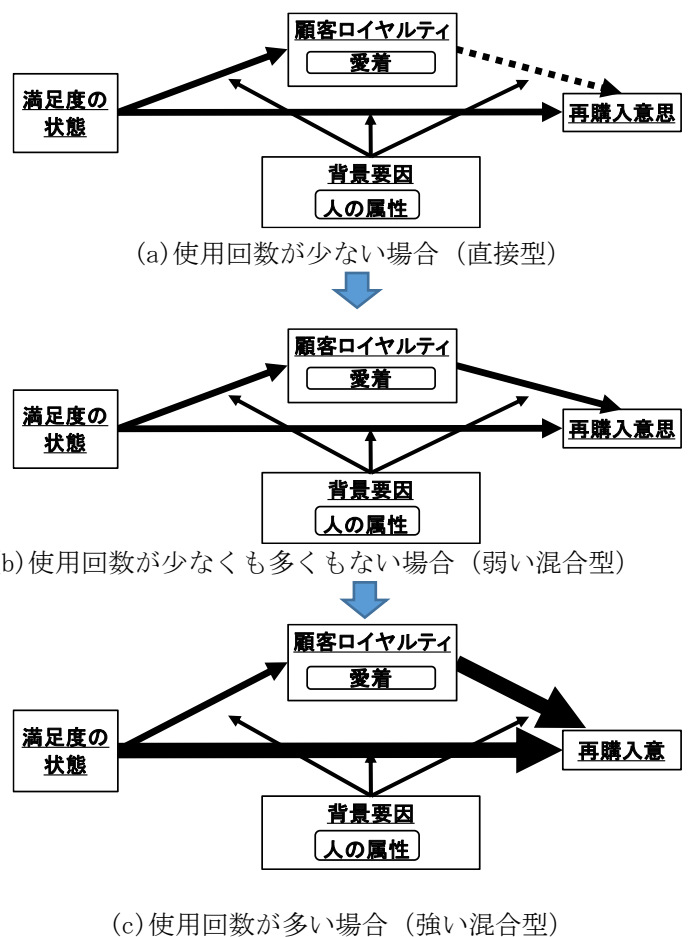 顧客ロイヤルティ
愛着
満足度の
状態
再購入意思
背景要因
人の属性
(a)使用回数が少ない場合（直接型）
顧客ロイヤルティ
愛着
満足度の
状態
再購入意思
背景要因
人の属性
b)使用回数が少なくも多くもない場合（弱い混合型）
顧客ロイヤルティ
愛着
満足度の
状態
再購入意
背景要因
人の属性
(c)使用回数が多い場合（強い混合型）